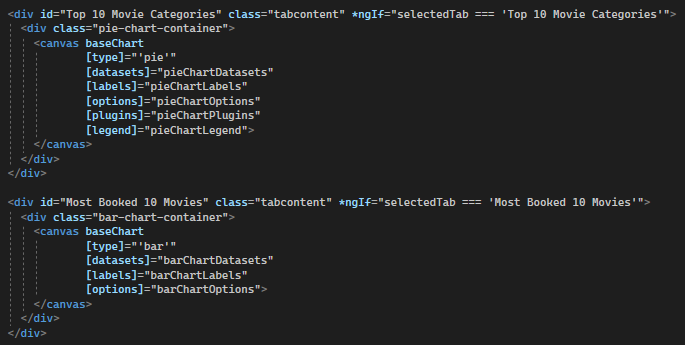 <div id="Top 10 Movie Categories" class="tabcontent" *ngIf="selectedTab === 'Top 10 Movie Categories'">
<div class="pie-chart-container">
<canvas baseChart
[type]="'pie'"
[datasets]="pieChartDatasets"
[labels]="pieChartLabels"
[options]="pieChartOptions"
[plugins]="pieChartPlugins"
[legend]="pieChartLegend">
</canvas>
</div>
</div>
<div id="Most Booked 10 Movies" class="tabcontent" *ngIf="selectedTab === 'Most Booked 10 Movies'">
<div class="bar-chart-container">
<canvas baseChart
[type]="'bar'"
[datasets]="barChartDatasets"
[labels]="barChartLabels"
[options]="barChartOptions">
</canvas>
</div>
</div>